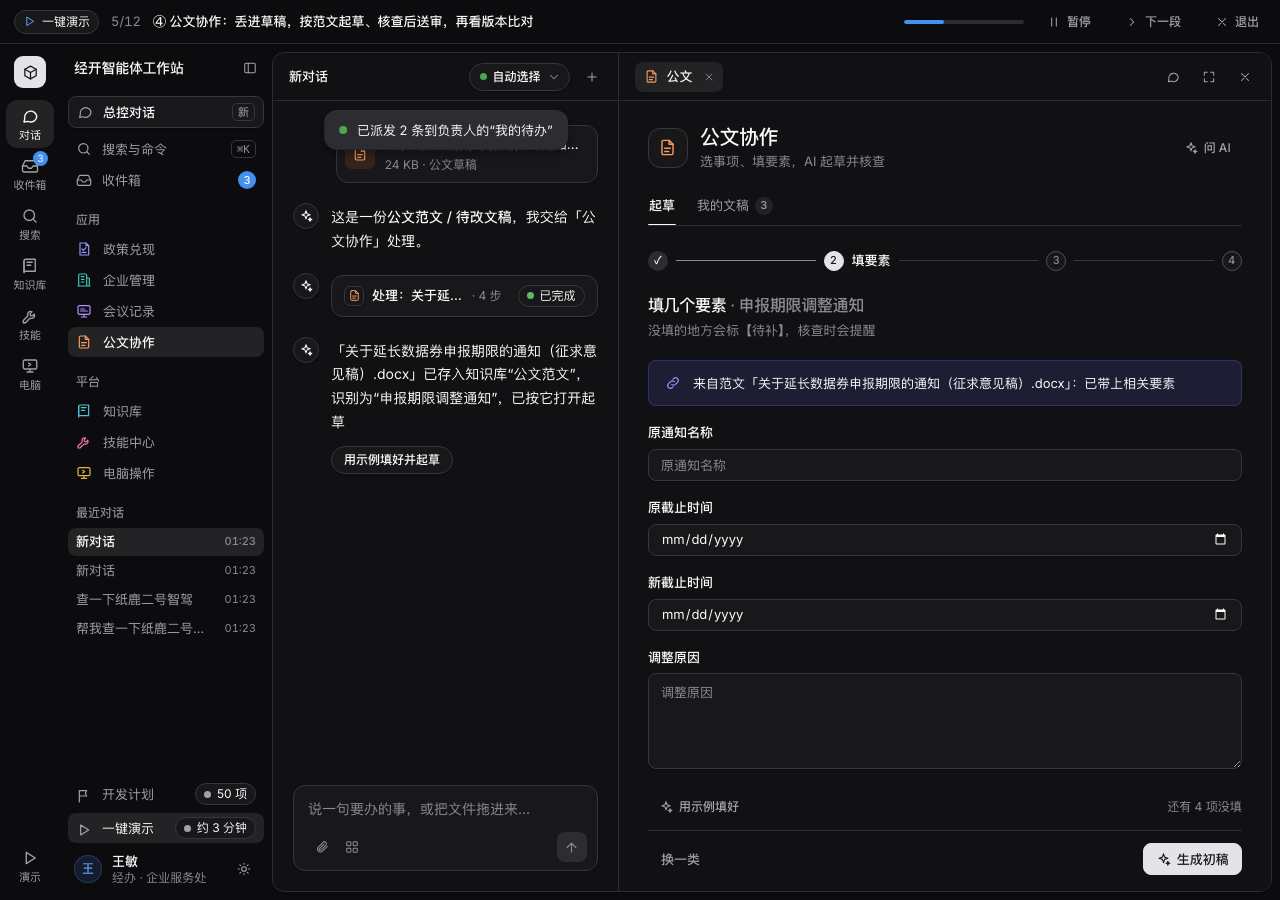 一键演示
5/12
④ 公文协作：丢进草稿，按范文起草、核查后送审，再看版本比对
暂停
下一段
退出
对话
3
收件箱
搜索
知识库
技能
电脑
演示
经开智能体工作站
总控对话
新
搜索与命令
⌘K
收件箱
3
应用
政策兑现
企业管理
会议记录
公文协作
平台
知识库
技能中心
电脑操作
最近对话
新对话 01:23
新对话 01:23
查一下纸鹿二号智驾 01:23
帮我查一下纸鹿二号... 01:23
开发计划
50 项
一键演示
约 3 分钟
王
王敏
经办 · 企业服务处
新对话
自动选择
已派发 2 条到负责人的“我的待办”
24 KB · 公文草稿
这是一份公文范文 / 待改文稿，我交给「公
文协作」处理。
处理：关于延... · 4 步
已完成
「关于延长数据券申报期限的通知（征求意
见稿）.docx」已存入知识库“公文范文”，
识别为“申报期限调整通知”，已按它打开起
草
用示例填好并起草
说一句要办的事，或把文件拖进来...
公文
公文协作
选事项、填要素，AI 起草并核查
问 AI
起草
我的文稿 3
✓
2 填要素
3
4
填几个要素 · 申报期限调整通知
没填的地方会标【待补】，核查时会提醒
来自范文「关于延长数据券申报期限的通知（征求意见稿）.docx」：已带上相关要素
原通知名称
原通知名称
原截止时间
mm/dd/yyyy
新截止时间
mm/dd/yyyy
调整原因
调整原因
用示例填好
还有 4 项没填
换一类
生成初稿